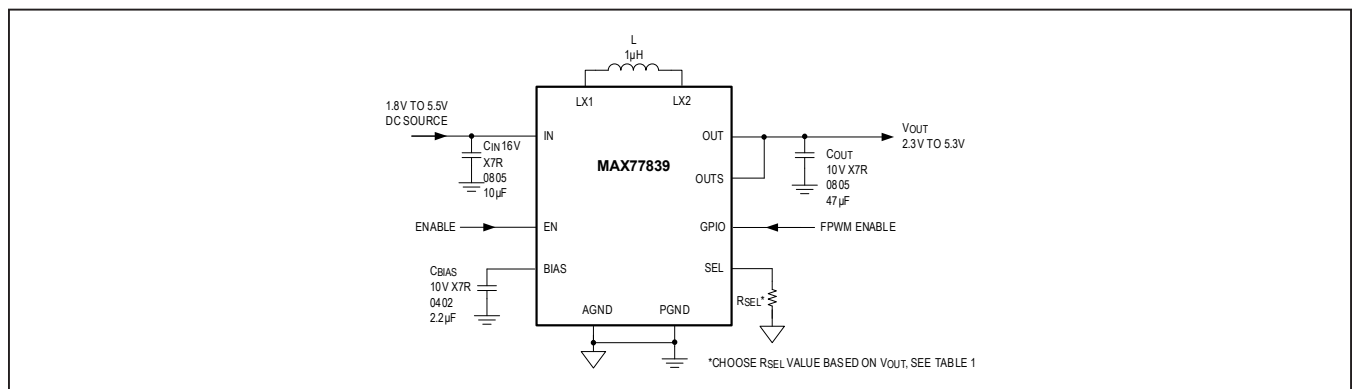 L
1µH
LX1
LX2
1.8V TO 5.5V
DC SOURCE
IN
CIN 16V
X7R
0805
10µF
MAX77839
OUT
OUTS
VOUT
2.3V TO 5.3V
COUT
10V X7R
0805
47µF
ENABLE
EN
GPIO
FPWM ENABLE
BIAS
CBIAS
10V X7R
0402
2.2µF
SEL
RSEL*
AGND
PGND
*CHOOSE RSEL VALUE BASED ON VOUT, SEE TABLE 1